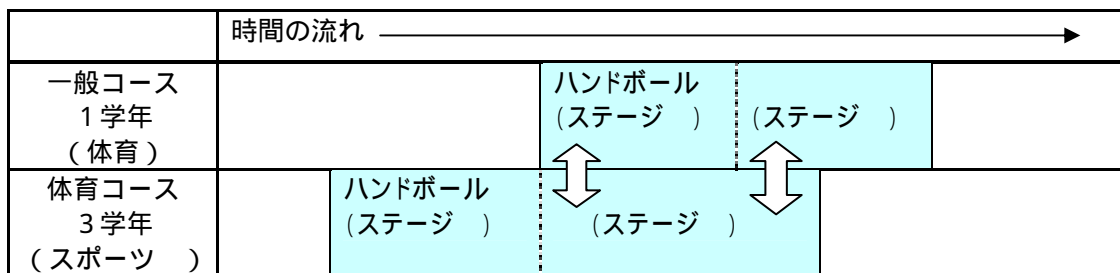 時間の流れ
一般コース
1学年
(体育)
ハンドボール
(ステージ )
(ステージ )
体育コース
3学年
(スポーツ )
ハンドボール
(ステージ )
(ステージ )